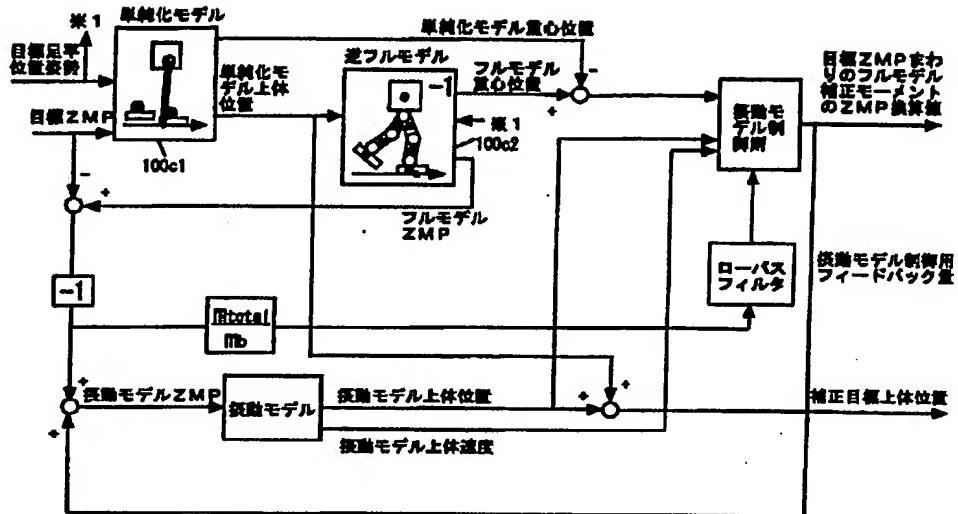 ※1
単純化モデル
単純化モデル重心位置
目標足平
位置姿勢
目標ZMP
100c1
単純化モ
デル上体
位置
逆フルモデル
-1
フルモデル
重心位置
※1
100c2
フルモデル
ZMP
摂動モ
デル制
御則
目標ZMPまわ
りのフルモデル
補正モーメント
のZMP換算値
ローパス
フィルタ
摂動モデル制御用
フィードバック量
-
+
-
+
-1
mtotal
mb
+
+
摂動モデルZMP
摂動モデル
摂動モデル上体位置
摂動モデル上体速度
+
+
補正目標上体位置